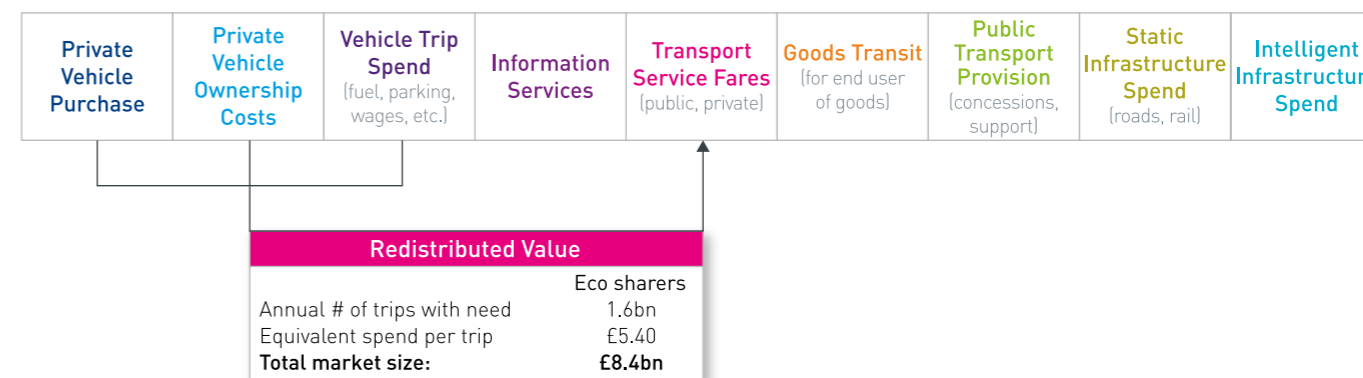 Private
Vehicle
Purchase
Private
Vehicle
Ownership
Costs
Vehicle Trip
Spend
(fuel, parking,
wages, etc.)
Information
Services
Transport
Service Fares
(public, private)
Goods Transit
(for end user
of goods)
Public
Transport
Provision
(concessions,
support)
Static
Infrastructure
Spend
(roads, rail)
Intelligent
Infrastructur
Spend
Redistributed Value
Eco sharers
Annual # of trips with need 1.6bn
Equivalent spend per trip £5.40
Total market size: £8.4bn